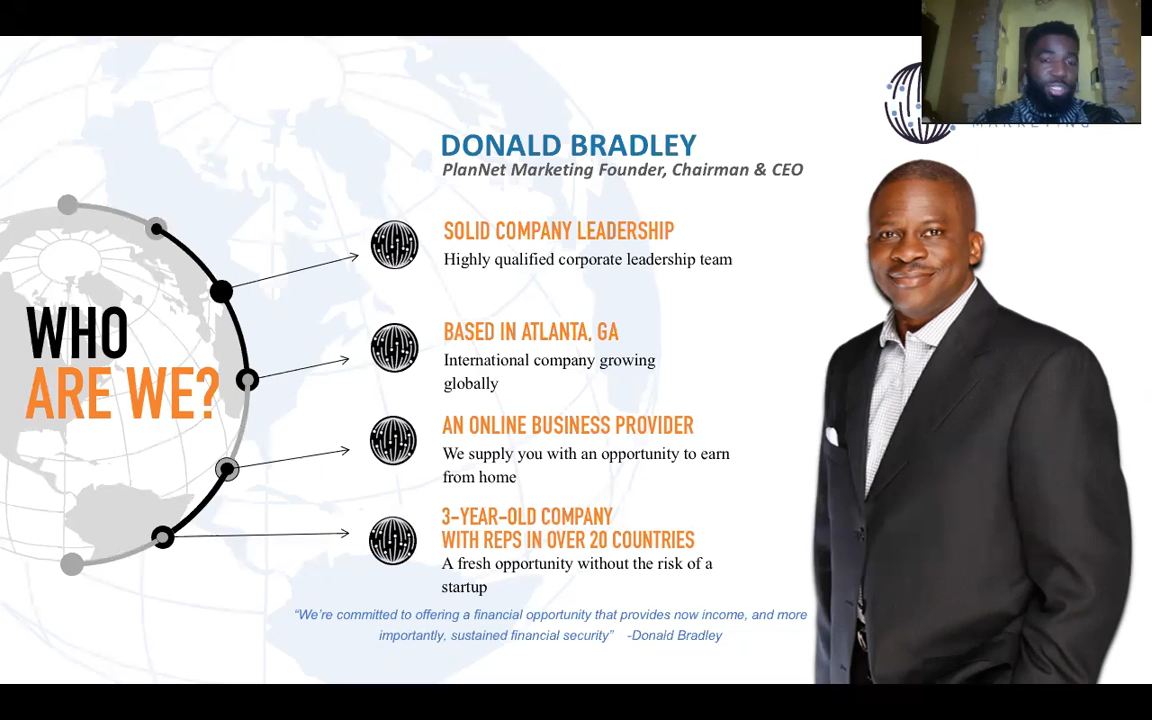 DONALD BRADLEY
PlanNet Marketing Founder, Chairman & CEO
SOLID COMPANY LEADERSHIP
Highly qualified corporate leadership team
WHO
ARE WE?
BASED IN ATLANTA, GA
International company growing
globally
AN ONLINE BUSINESS PROVIDER
We supply you with an opportunity to earn
from home
3-YEAR-OLD COMPANY
WITH REPS IN OVER 20 COUNTRIES
A fresh opportunity without the risk of a
startup
“We’re committed to offering a financial opportunity that provides now income, and more
importantly, sustained financial security” -Donald Bradley